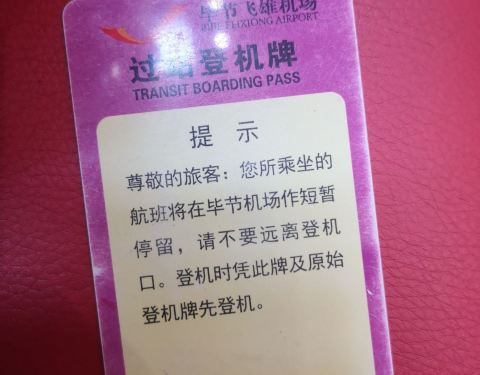 毕节飞雄机场
BIJIE FEIXIONG AIRPORT
过站登机牌
TRANSIT BOARDING PASS
提 示
尊敬的旅客：您所乘坐的
航班将在毕节机场作短暂
停留，请不要远离登机
口。登机时凭此牌及原始
登机牌先登机。